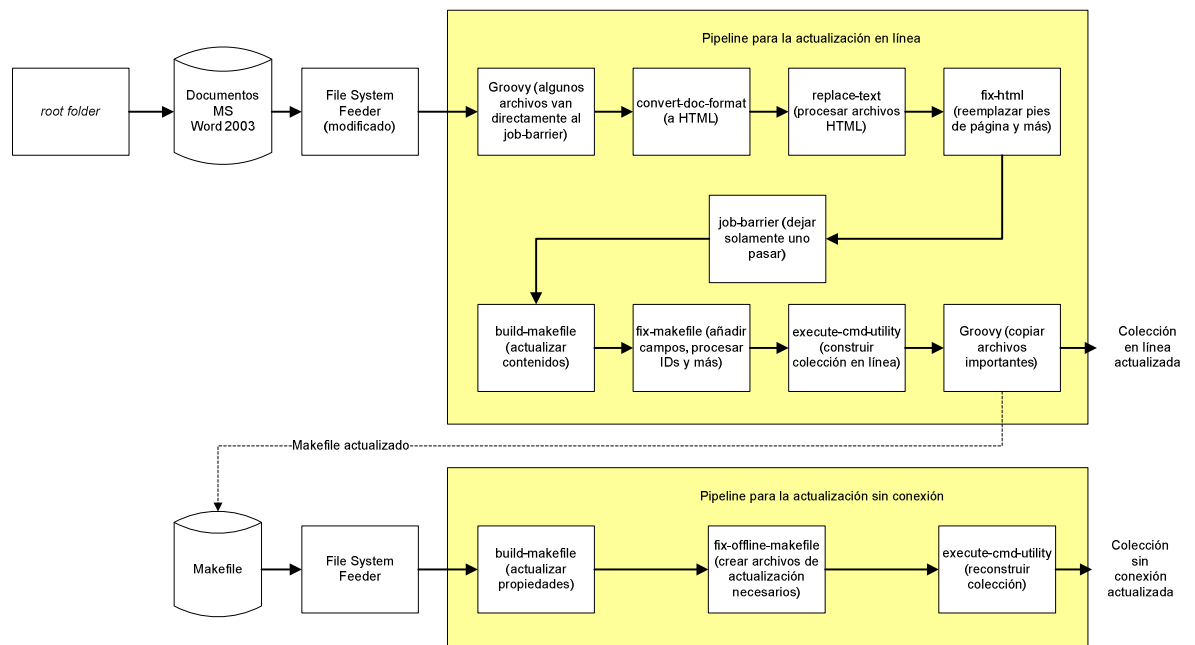 Pipeline para la actualización en línea
root folder
Documentos
MS
Word 2003
File System
Feeder
(modificado)
Groovy (algunos
archivos van
directamente al
job-barrier)
convert-doc-format
(a HTML)
replace-text
(procesar archivos
HTML)
fix-html
(reemplazar pies
de página y más)
job-barrier (dejar
solamente uno
pasar)
build-makefile
(actualizar
contenidos)
fix-makefile (añadir
campos, procesar
IDs y más)
execute-cmd-utility
(construir
colección en línea)
Groovy (copiar
archivos
importantes)
Colección
en línea
actualizada
Makefile actualizado
Pipeline para la actualización sin conexión
Makefile
File System
Feeder
build-makefile
(actualizar
propiedades)
fix-offline-makefile
(crear archivos de
actualización
necesarios)
execute-cmd-utility
(reconstruir
colección)
Colección
sin
conexión
actualizada